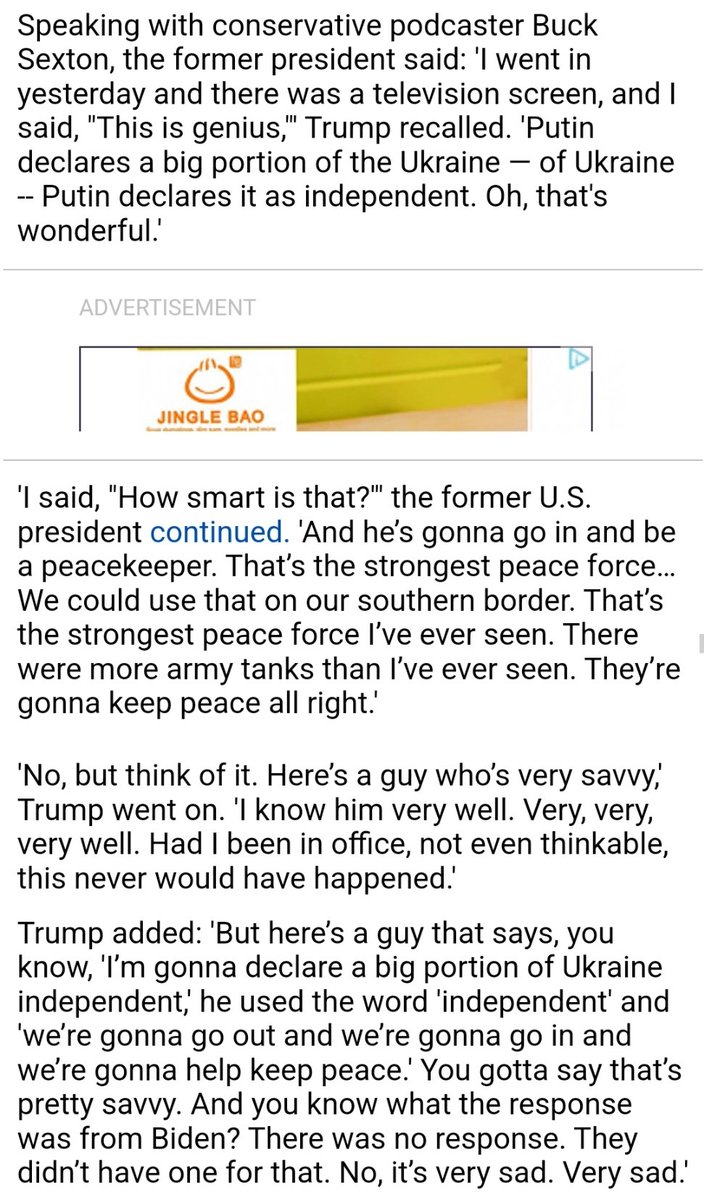 Speaking with conservative podcaster Buck
Sexton, the former president said: 'I went in
yesterday and there was a television screen, and I
said, "This is genius,"' Trump recalled. 'Putin
declares a big portion of the Ukraine — of Ukraine
-- Putin declares it as independent. Oh, that's
wonderful.'
ADVERTISEMENT
JINGLE BAO
'I said, "How smart is that?"' the former U.S.
president continued. 'And he’s gonna go in and be
a peacekeeper. That’s the strongest peace force…
We could use that on our southern border. That’s
the strongest peace force I’ve ever seen. There
were more army tanks than I’ve ever seen. They’re
gonna keep peace all right.'
'No, but think of it. Here’s a guy who’s very savvy,'
Trump went on. 'I know him very well. Very, very,
very well. Had I been in office, not even thinkable,
this never would have happened.'
Trump added: 'But here’s a guy that says, you
know, 'I’m gonna declare a big portion of Ukraine
independent,' he used the word 'independent' and
'we’re gonna go out and we’re gonna go in and
we’re gonna help keep peace.' You gotta say that’s
pretty savvy. And you know what the response
was from Biden? There was no response. They
didn’t have one for that. No, it’s very sad. Very sad.'